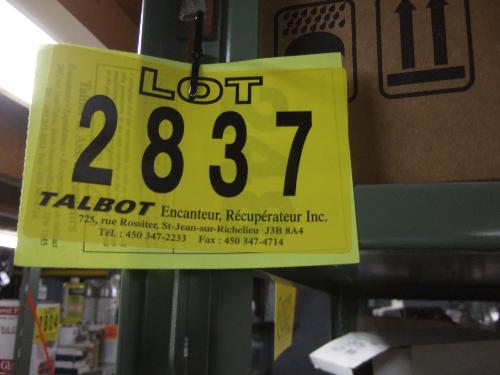 LOT
2837
TALBOT Encanteur, Récupérateur Inc.
725, rue Rossiter, St-Jean-sur-Richelieu J3B 8A4
Tél.: 450 347-2233 Fax : 450 347-4714